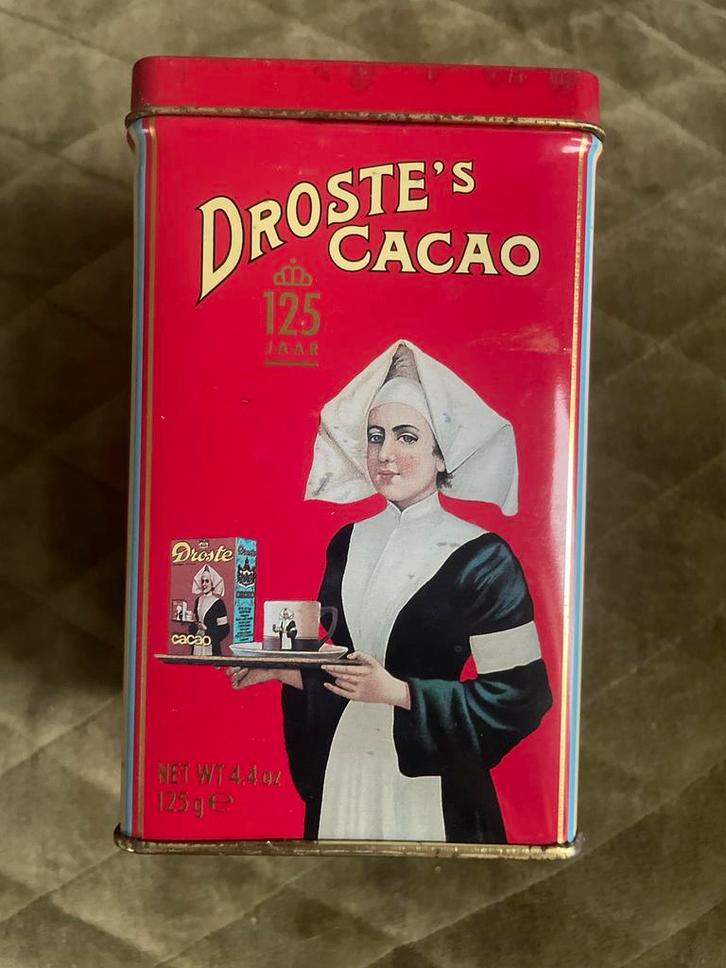 DROSTE'S
CACAO
125
JAAR
Droste
cacao
NET WT 4.4 oz
125 g ℮